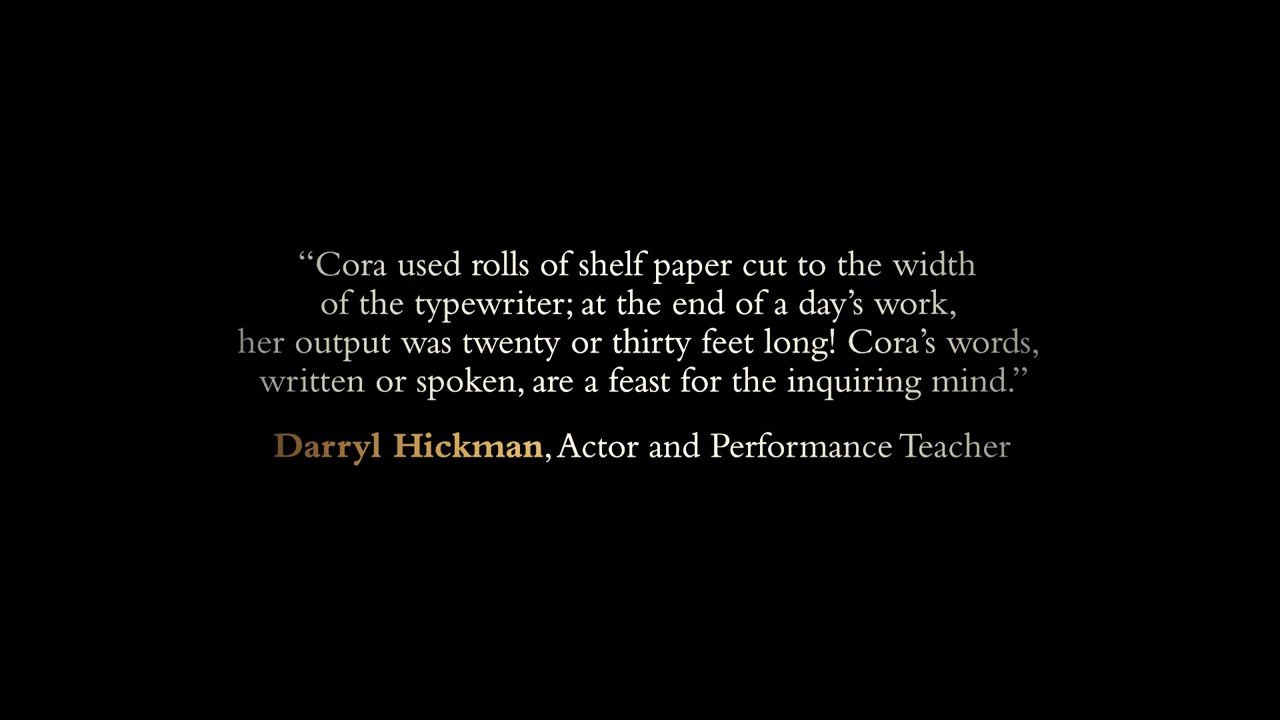 “Cora used rolls of shelf paper cut to the width
of the typewriter; at the end of a day’s work,
her output was twenty or thirty feet long! Cora’s words,
written or spoken, are a feast for the inquiring mind.”
Darryl Hickman, Actor and Performance Teacher